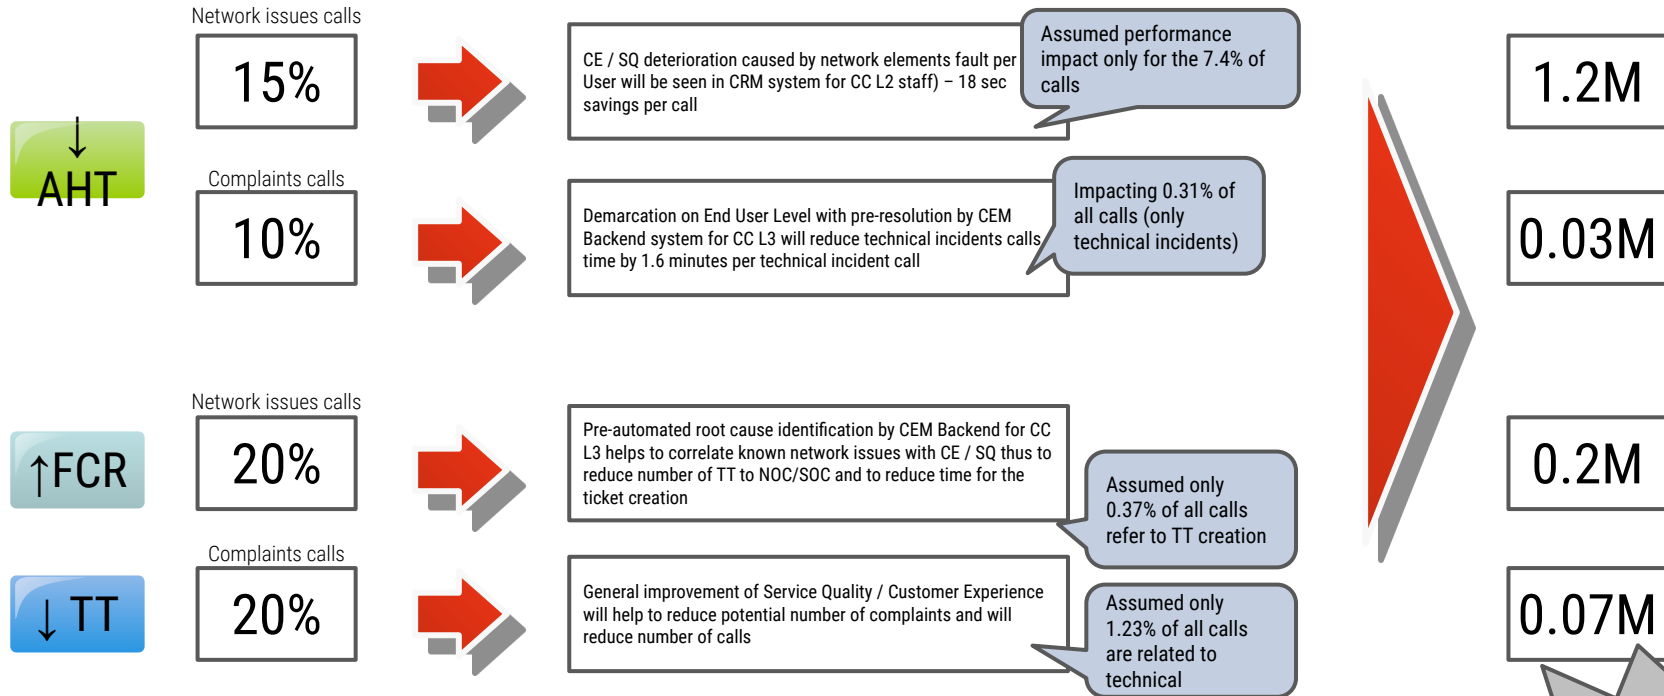 Network issues calls
15%
CE / SQ deterioration caused by network elements fault per
User will be seen in CRM system for CC L2 staff) – 18 sec
savings per call
Assumed performance
impact only for the 7.4% of
calls
1.2M
↓
AHT
Complaints calls
10%
Demarcation on End User Level with pre-resolution by CEM
Backend system for CC L3 will reduce technical incidents calls
time by 1.6 minutes per technical incident call
Impacting 0.31% of
all calls (only
technical incidents)
0.03M
Network issues calls
↑FCR
20%
Pre-automated root cause identification by CEM Backend for CC
L3 helps to correlate known network issues with CE / SQ thus to
reduce number of TT to NOC/SOC and to reduce time for the
ticket creation
Assumed only
0.37% of all calls
refer to TT creation
0.2M
Complaints calls
↓ TT
20%
General improvement of Service Quality / Customer Experience
will help to reduce potential number of complaints and will
reduce number of calls
Assumed only
1.23% of all calls
are related to
technical
0.07M